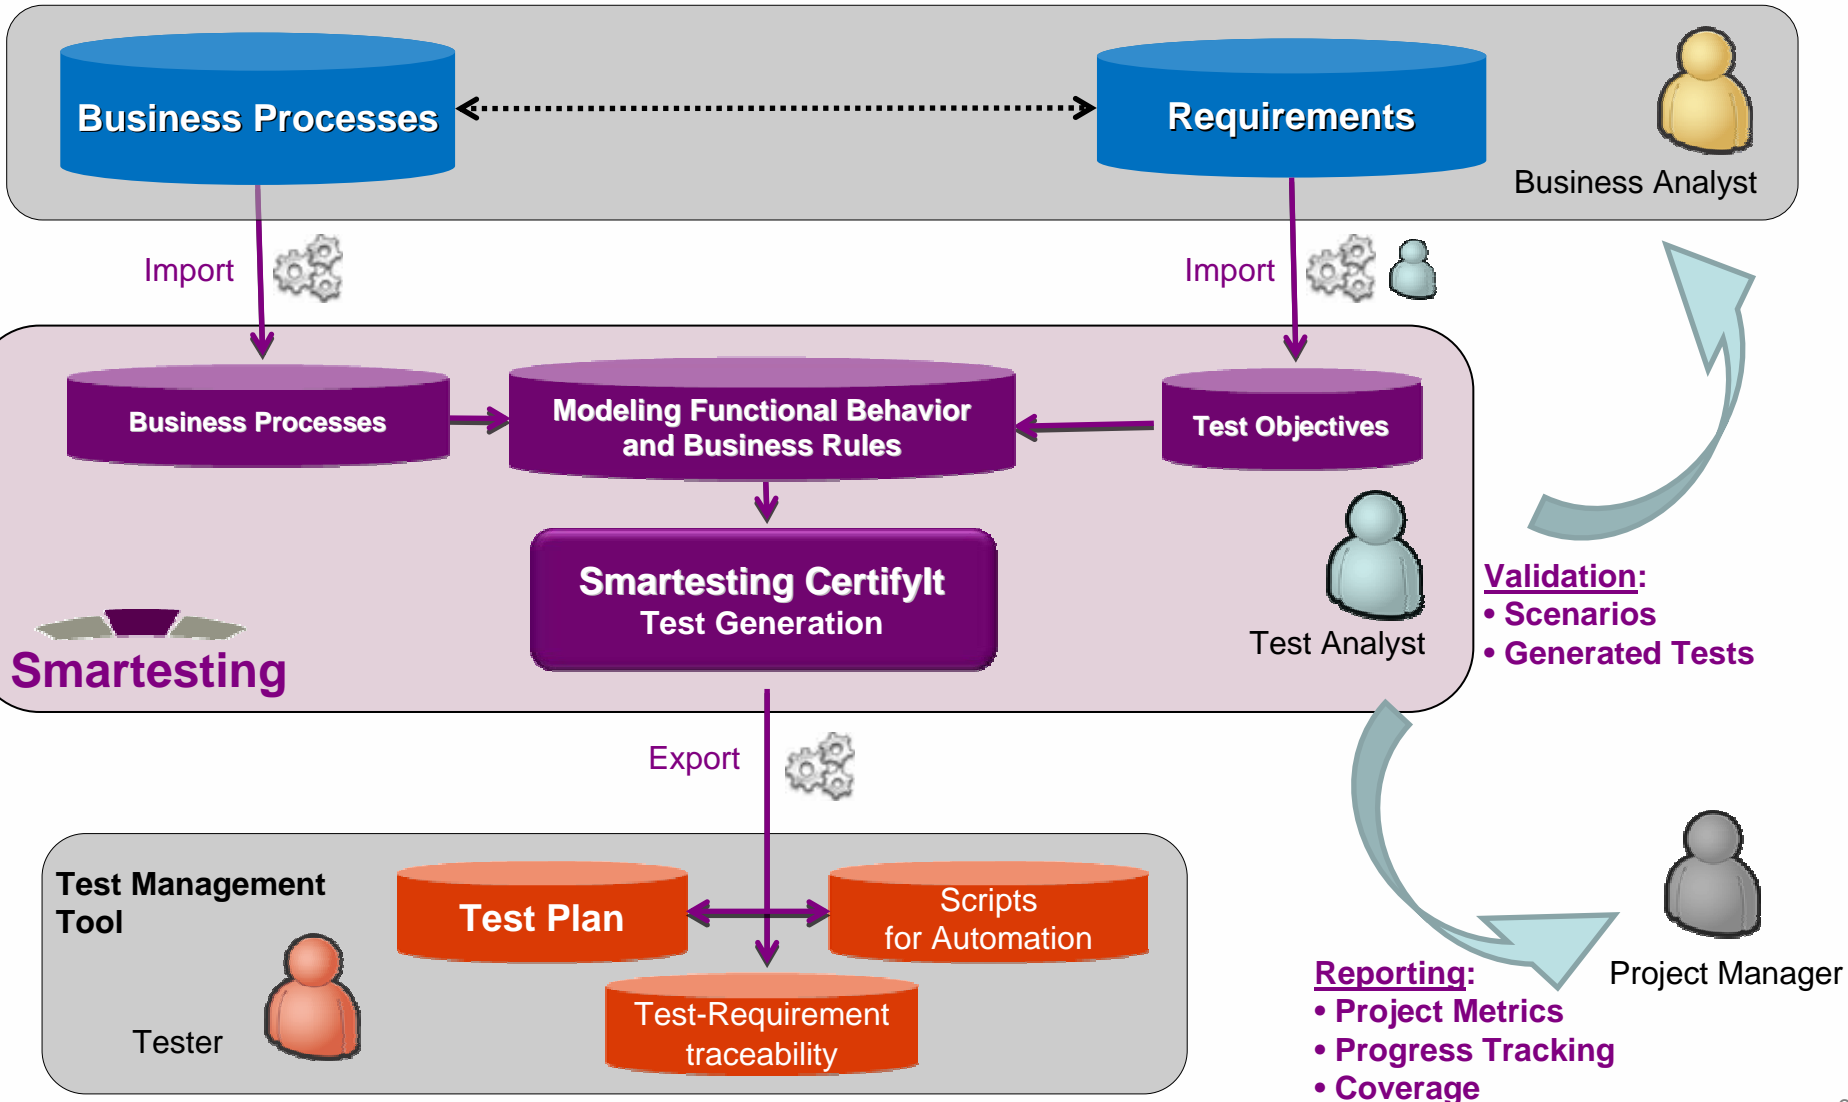 Business Processes
Requirements
Business Analyst
Import
Import
Business Processes
Modeling Functional Behavior
and Business Rules
Test Objectives
Smartesting CertifyIt
Test Generation
Test Analyst
Smartesting
Validation:
• Scenarios
• Generated Tests
Export
Test Management
Tool
Test Plan
Scripts
for Automation
Test-Requirement
traceability
Tester
Project Manager
Reporting:
• Project Metrics
• Progress Tracking
• Coverage